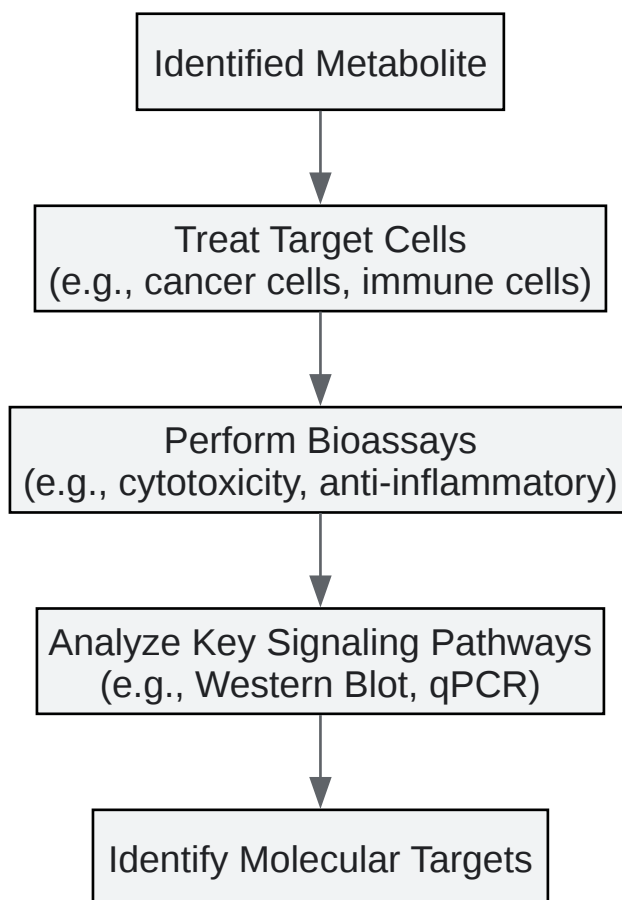 Identified Metabolite
Treat Target Cells
(e.g., cancer cells, immune cells)
Perform Bioassays
(e.g., cytotoxicity, anti-inflammatory)
Analyze Key Signaling Pathways
(e.g., Western Blot, qPCR)
Identify Molecular Targets